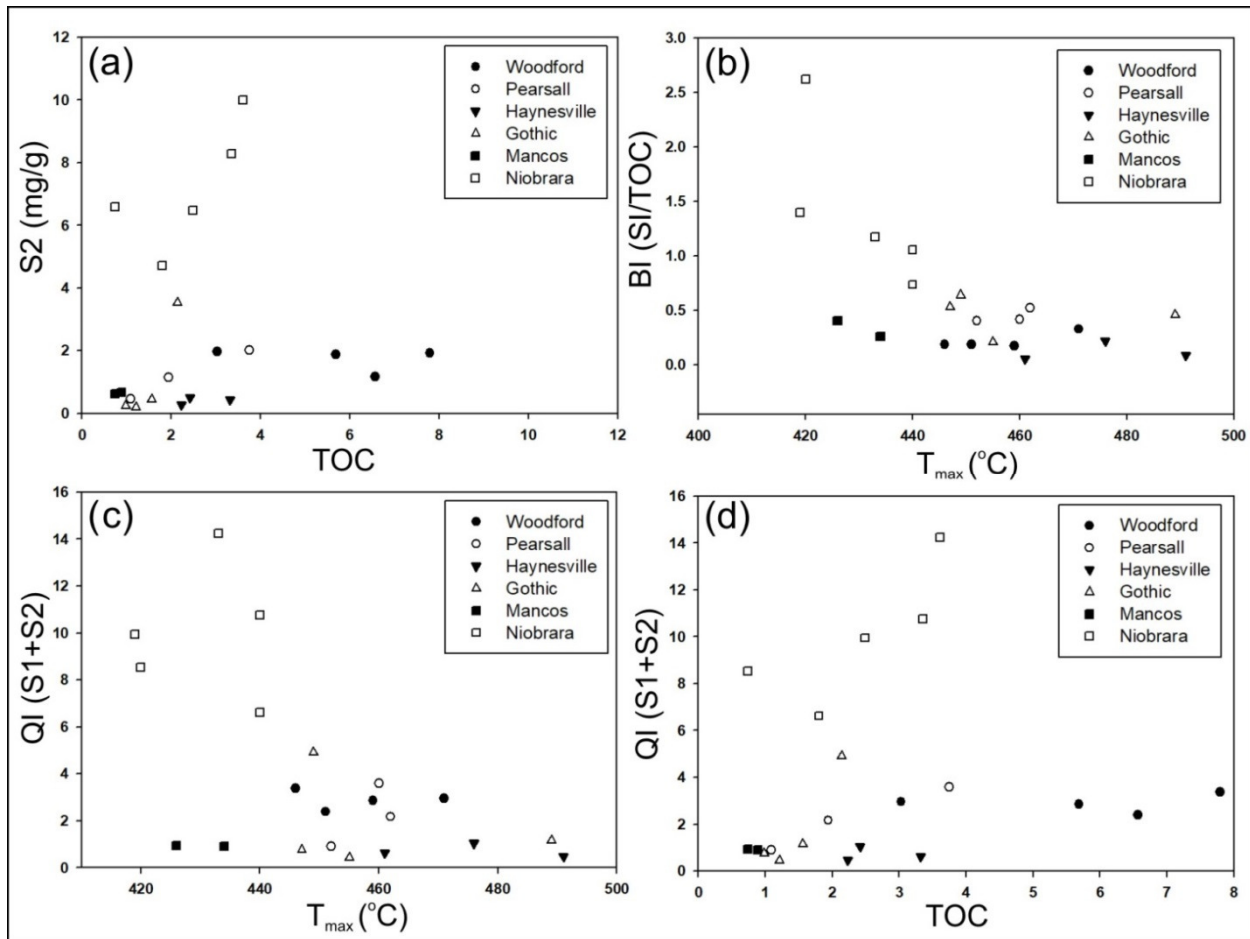 (a)
S2 (mg/g)
12
10
8
6
4
2
0
Woodford
Pearsall
Haynesville
Gothic
Mancos
Niobrara
0 2 4 6 8 10 12
TOC
(b)
BI (SI/TOC)
3.0
2.5
2.0
1.5
1.0
0.5
0.0
Woodford
Pearsall
Haynesville
Gothic
Mancos
Niobrara
400 420 440 460 480 500
Tmax (°C)
(c)
QI (S1+S2)
16
14
12
10
8
6
4
2
0
Woodford
Pearsall
Haynesville
Gothic
Mancos
Niobrara
420 440 460 480 500
Tmax (°C)
(d)
QI (S1+S2)
16
14
12
10
8
6
4
2
0
Woodford
Pearsall
Haynesville
Gothic
Mancos
Niobrara
0 1 2 3 4 5 6 7 8
TOC